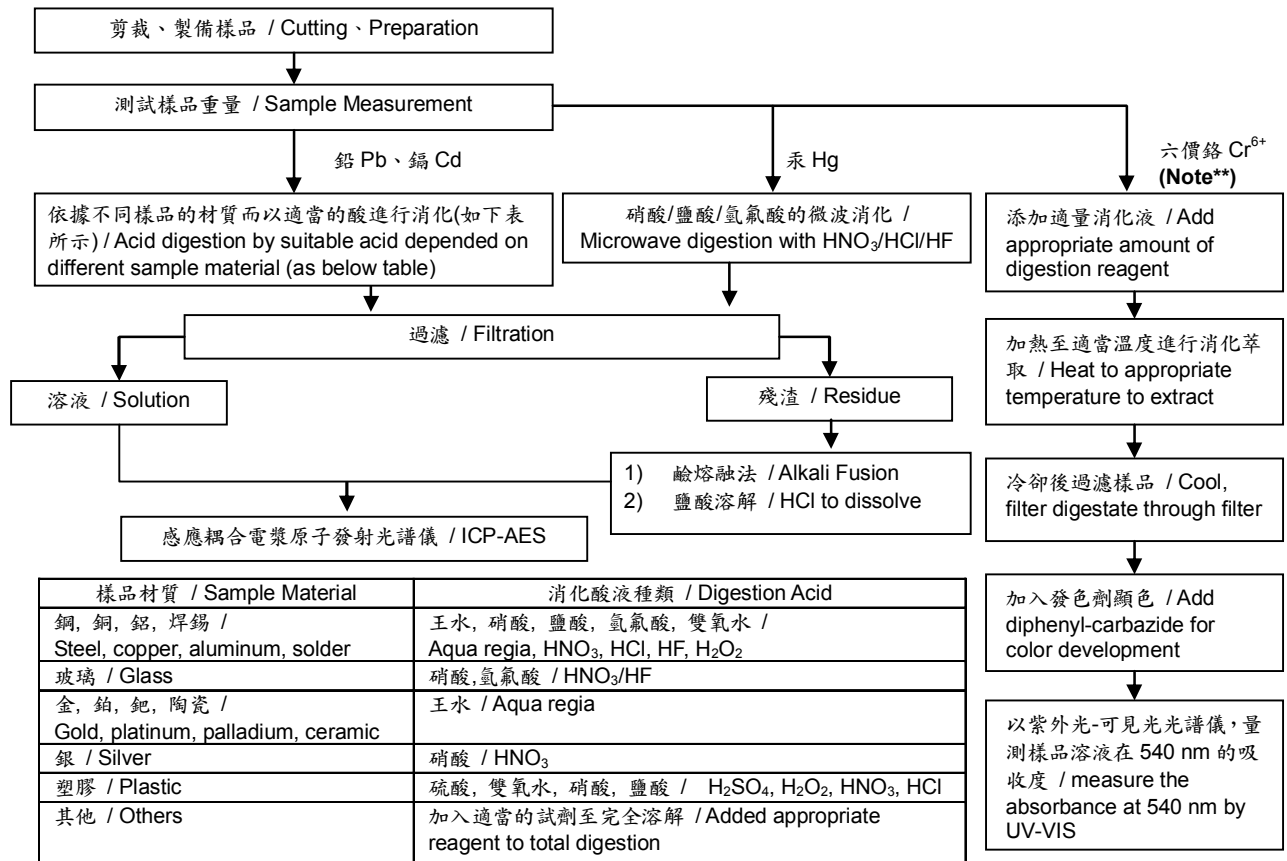 剪裁、製備樣品 / Cutting、Preparation
測試樣品重量 / Sample Measurement
鉛 Pb、鎘 Cd
汞 Hg
六價鉻 Cr⁶⁺
(Note**)
依據不同樣品的材質而以適當的酸進行消化(如下表
所示) / Acid digestion by suitable acid depended on
different sample material (as below table)
硝酸/鹽酸/氫氟酸的微波消化 /
Microwave digestion with HNO₃/HCl/HF
添加適量消化液 / Add
appropriate amount of
digestion reagent
過濾 / Filtration
加熱至適當溫度進行消化萃
取 / Heat to appropriate
temperature to extract
溶液 / Solution
殘渣 / Residue
1) 鹼熔融法 / Alkali Fusion
2) 鹽酸溶解 / HCl to dissolve
冷卻後過濾樣品 / Cool,
filter digestate through filter
感應耦合電漿原子發射光譜儀 / ICP-AES
加入發色劑顯色 / Add
diphenyl-carbazide for
color development
以紫外光-可見光光譜儀，量
測樣品溶液在 540 nm 的吸
收度 / measure the
absorbance at 540 nm by
UV-VIS
樣品材質 / Sample Material
消化酸液種類 / Digestion Acid
鋼, 銅, 鋁, 焊錫 /
Steel, copper, aluminum, solder
王水, 硝酸, 鹽酸, 氫氟酸, 雙氧水 /
Aqua regia, HNO₃, HCl, HF, H₂O₂
玻璃 / Glass
硝酸,氫氟酸 / HNO₃/HF
金, 鉑, 鈀, 陶瓷 /
Gold, platinum, palladium, ceramic
王水 / Aqua regia
銀 / Silver
硝酸 / HNO₃
塑膠 / Plastic
硫酸, 雙氧水, 硝酸, 鹽酸 / H₂SO₄, H₂O₂, HNO₃, HCl
其他 / Others
加入適當的試劑至完全溶解 / Added appropriate
reagent to total digestion